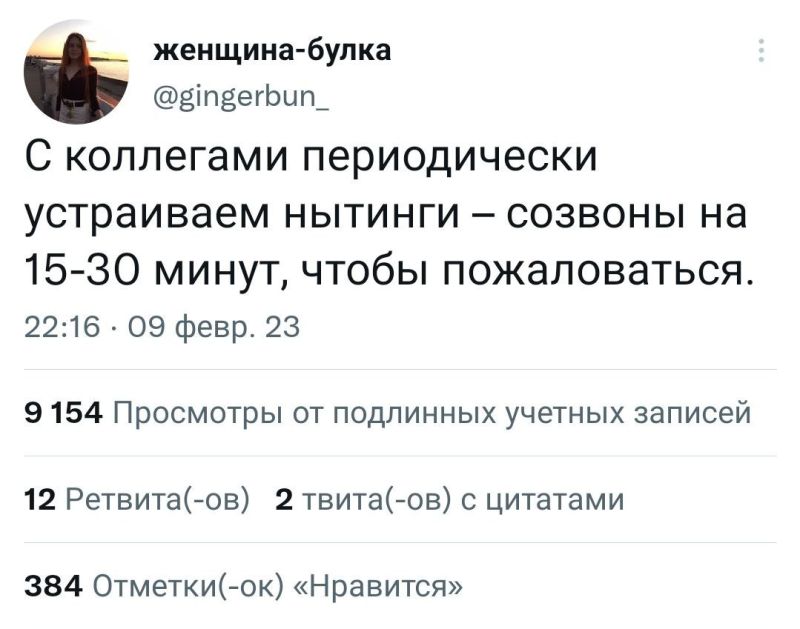 женщина-булка
@gingerbun_
С коллегами периодически
устраиваем нытинги – созвоны на
15-30 минут, чтобы пожаловаться.
22:16 · 09 февр. 23
9 154 Просмотры от подлинных учетных записей
12 Ретвита(-ов) 2 твита(-ов) с цитатами
384 Отметки(-ок) «Нравится»